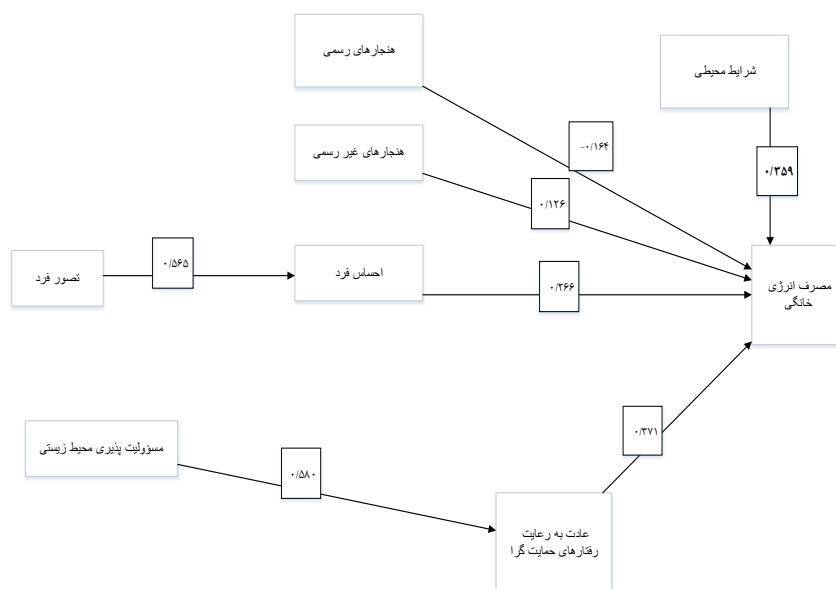 هنجارهای رسمی
شرایط محیطی
-۰/۱۶۴
هنجارهای غیر رسمی
۰/۳۵۹
۰/۱۲۶
تصور فرد
۰/۵۶۵
احساس فرد
۰/۲۶۶
مصرف انرژی
خانگی
مسؤولیت پذیری محیط زیستی
۰/۳۷۱
۰/۵۸۰
عادت به رعایت
رفتارهای حمایت گرا